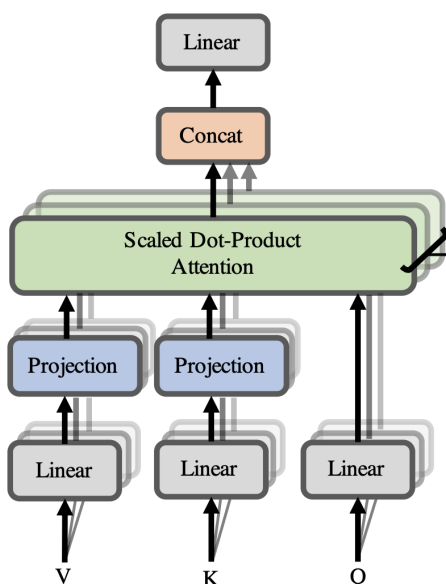 Linear
Concat
Scaled Dot-Product
Attention
Projection
Projection
Linear
Linear
Linear
V
K
Q